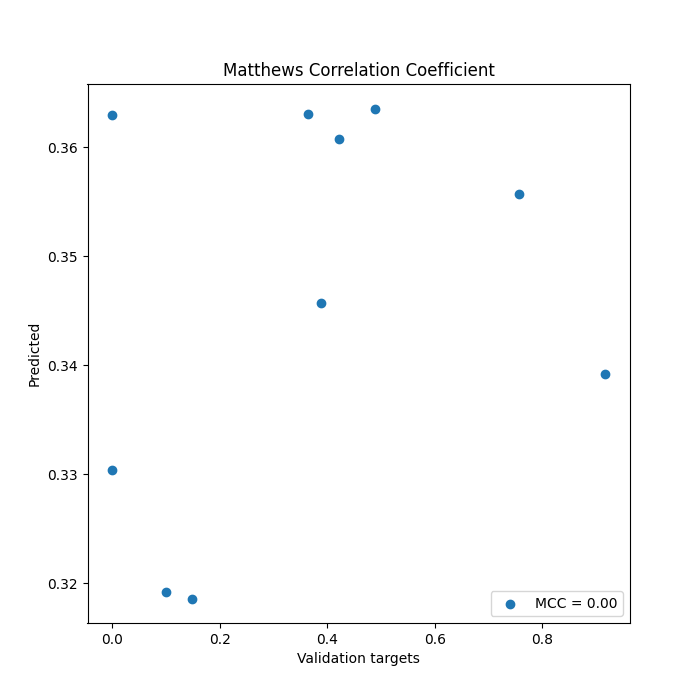 Matthews Correlation Coefficient
0.36
0.35
0.34
0.33
0.32
Predicted
MCC = 0.00
0.0 0.2 0.4 0.6 0.8
Validation targets